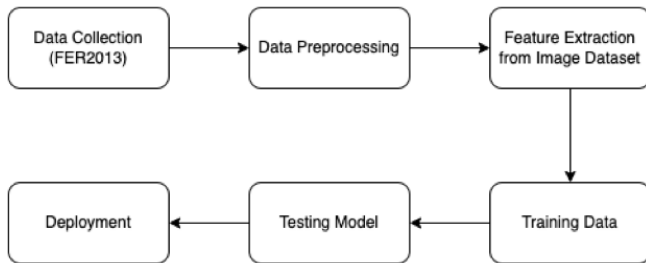 Data Collection
(FER2013)
Data Preprocessing
Feature Extraction
from Image Dataset
Deployment
Testing Model
Training Data